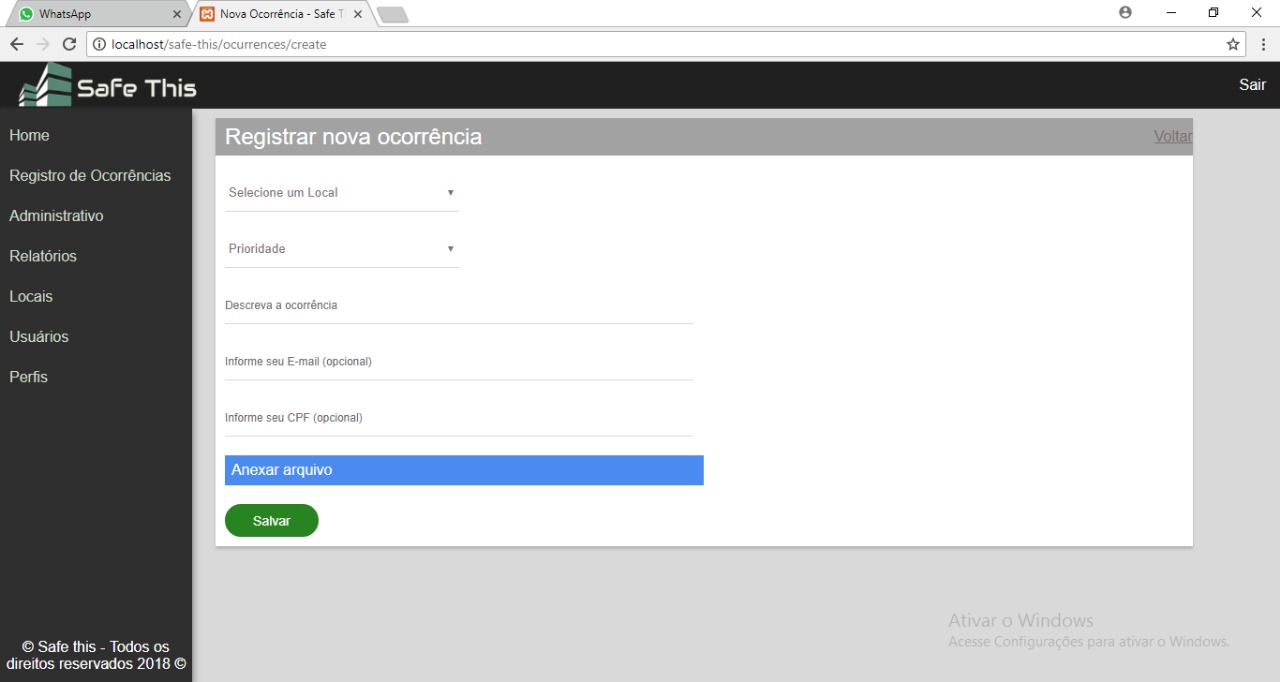 WhatsApp
Nova Ocorrência - Safe T
localhost/safe-this/ocurrences/create
Safe This
Sair
Home
Registro de Ocorrências
Administrativo
Relatórios
Locais
Usuários
Perfis
© Safe this - Todos os
direitos reservados 2018 ©
Registrar nova ocorrência
Voltar
Selecione um Local
Prioridade
Descreva a ocorrência
Informe seu E-mail (opcional)
Informe seu CPF (opcional)
Anexar arquivo
Salvar
Ativar o Windows
Acesse Configurações para ativar o Windows.